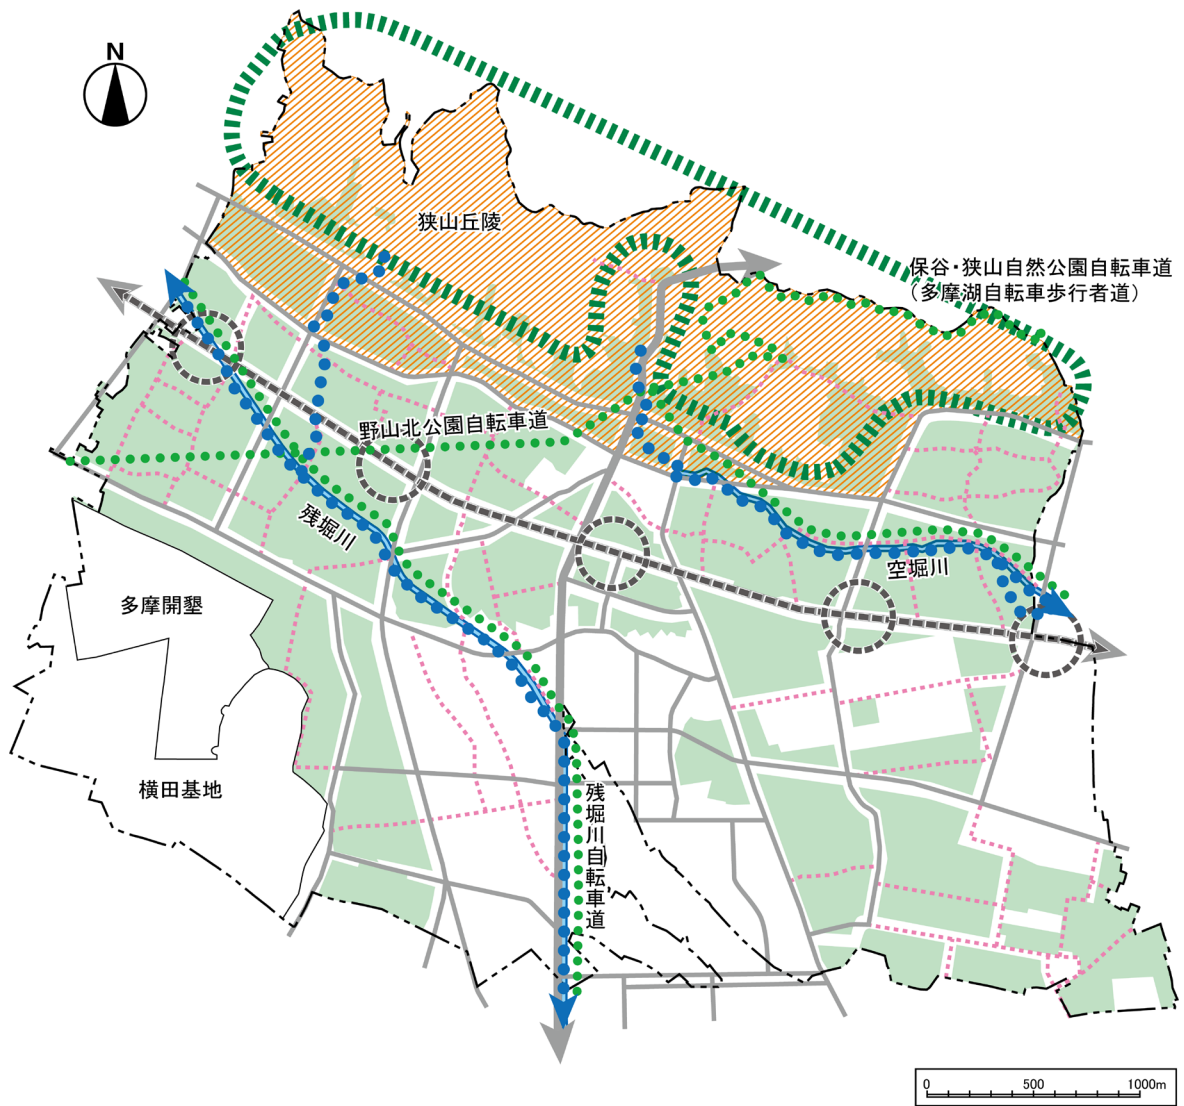 N
狭山丘陵
保谷・狭山自然公園自転車道
（多摩湖自転車歩行者道）
野山北公園自転車道
残堀川
空堀川
多摩開墾
横田基地
残堀川自転車道
0 500 1000m